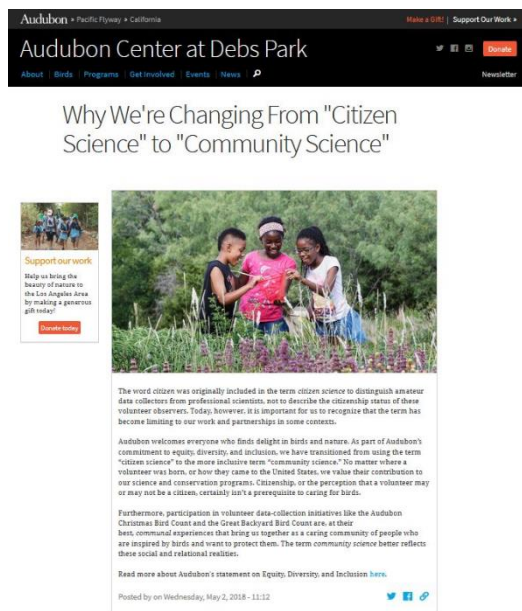 Audubon » Pacific Flyway » California
Make a Gift! | Support Our Work »
Audubon Center at Debs Park
Donate
About | Birds | Programs | Get Involved | Events | News |
Newsletter
Why We're Changing From "Citizen
Science" to "Community Science"
Support our work
Help us bring the
beauty of nature to
the Los Angeles Area
by making a generous
gift today!
Donate today
The word citizen was originally included in the term citizen science to distinguish amateur
data collectors from professional scientists, not to describe the citizenship status of these
volunteer observers. Today, however, it is important for us to recognize that the term has
become limiting to our work and partnerships in some contexts.
Audubon welcomes everyone who finds delight in birds and nature. As part of Audubon's
commitment to equity, diversity, and inclusion, we have transitioned from using the term
"citizen science" to the more inclusive term "community science." No matter where a
volunteer was born, or how they came to the United States, we value their contribution to
our science and conservation programs. Citizenship, or the perception that a volunteer may
or may not be a citizen, certainly isn't a prerequisite to caring for birds.
Furthermore, participation in volunteer data-collection initiatives like the Audubon
Christmas Bird Count and the Great Backyard Bird Count are, at their
best, communal experiences that bring us together as a caring community of people who
are inspired by birds and want to protect them. The term community science better reflects
these social and relational realities.
Read more about Audubon's statement on Equity, Diversity, and Inclusion here.
Posted by on Wednesday, May 2, 2018 - 11:12